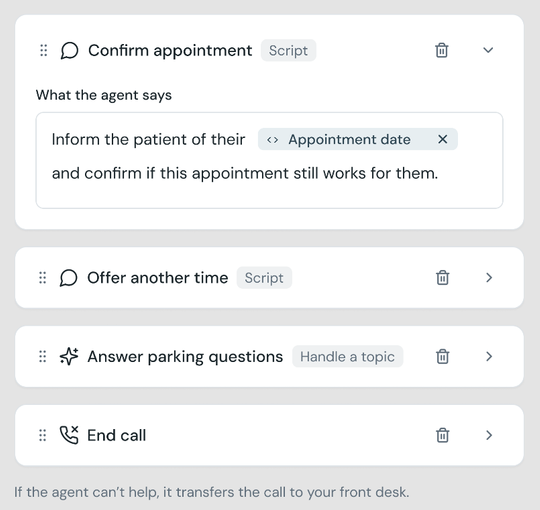 Confirm appointment Script
What the agent says
Inform the patient of their <> Appointment date ×
and confirm if this appointment still works for them.
Offer another time Script
Answer parking questions Handle a topic
End call
If the agent can’t help, it transfers the call to your front desk.